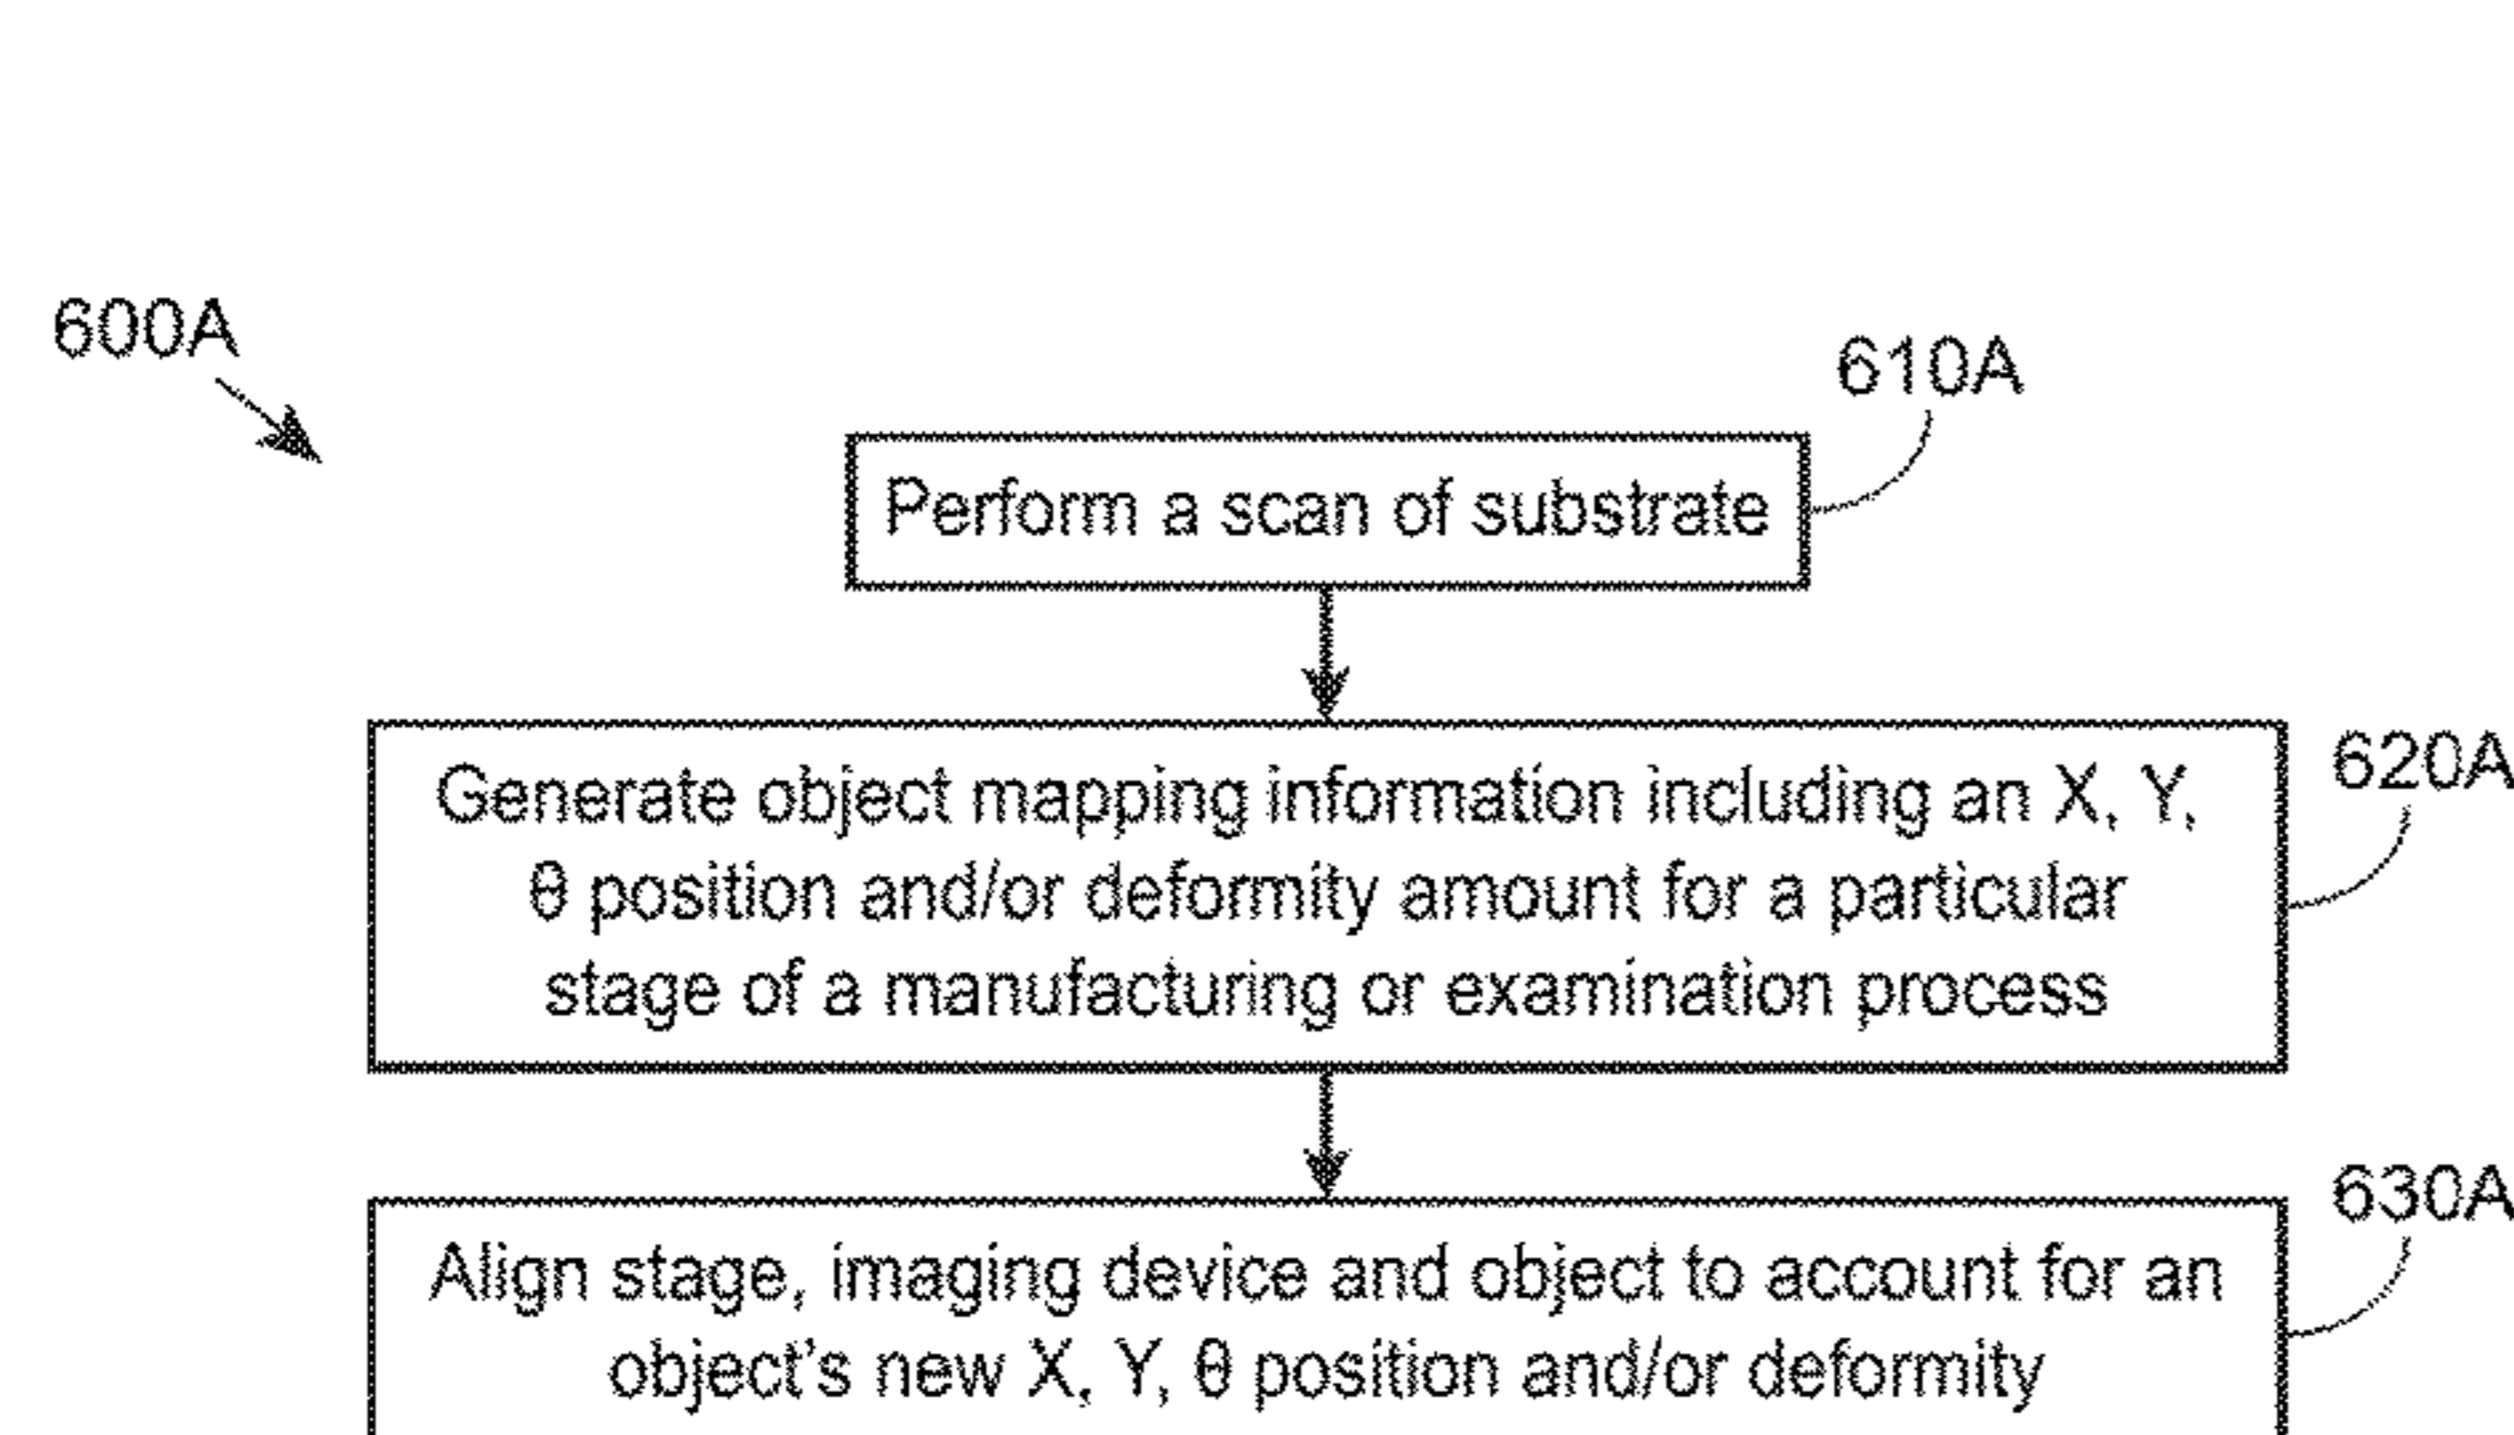 600A
610A
Perform a scan of substrate
620A
Generate object mapping information including an X, Y,
θ position and/or deformity amount for a particular
stage of a manufacturing or examination process
630A
Align stage, imaging device and object to account for an
object's new X, Y, θ position and/or deformity